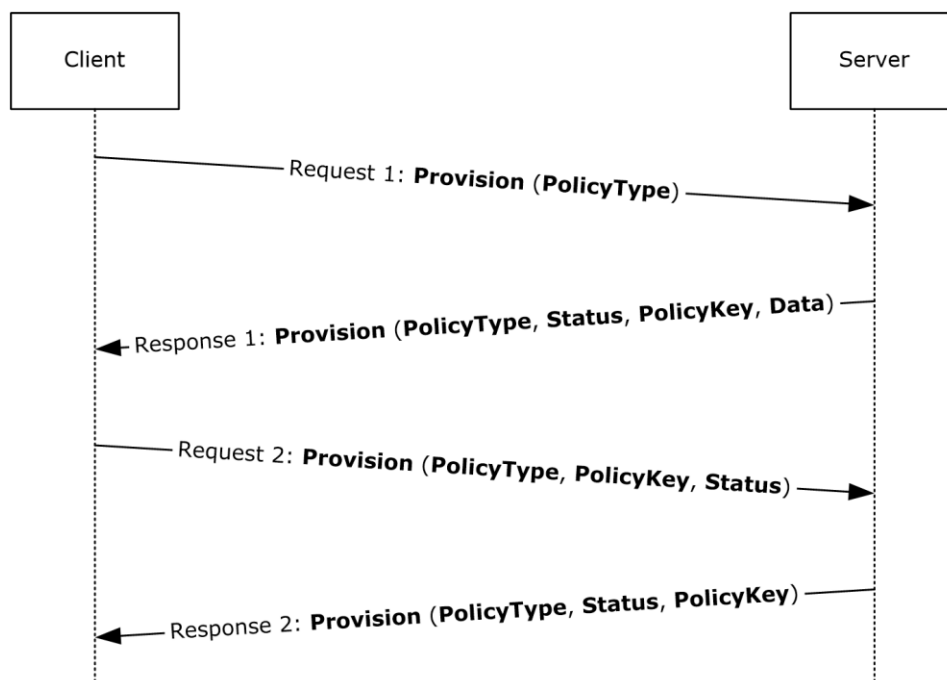 Client
Server
Request 1: Provision (PolicyType)
Response 1: Provision (PolicyType, Status, PolicyKey, Data)
Request 2: Provision (PolicyType, PolicyKey, Status)
Response 2: Provision (PolicyType, Status, PolicyKey)